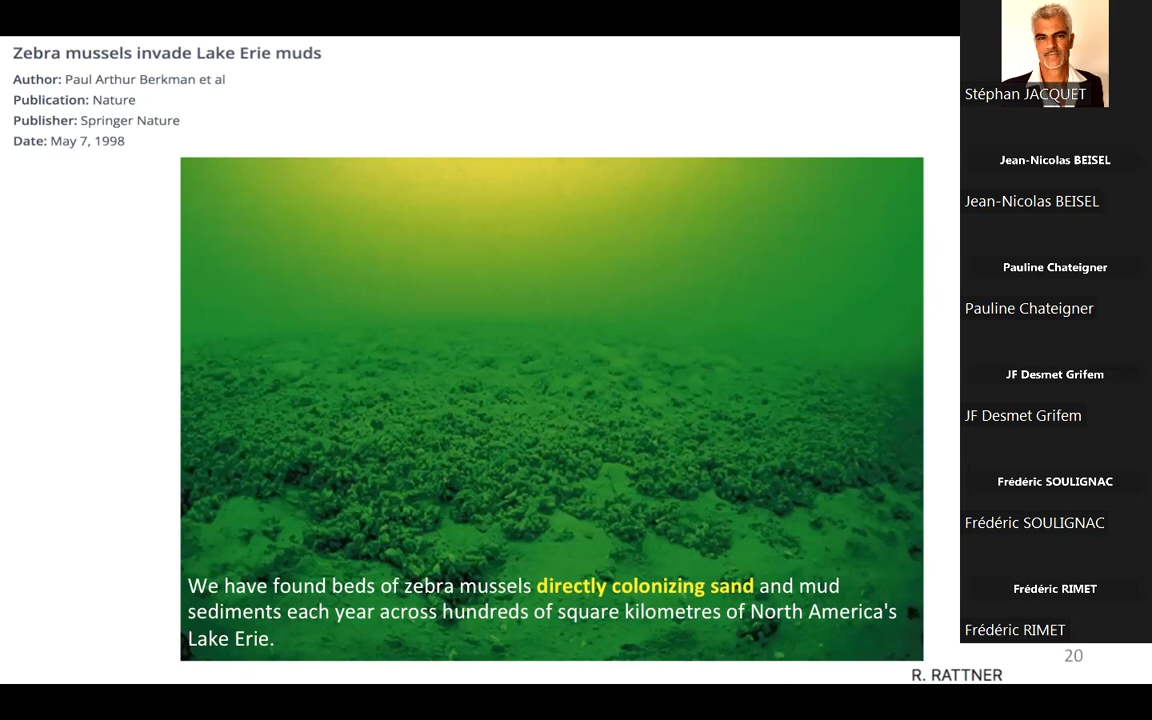 Zebra mussels invade Lake Erie muds
Author: Paul Arthur Berkman et al
Publication: Nature
Publisher: Springer Nature
Date: May 7, 1998
We have found beds of zebra mussels directly colonizing sand and mud
sediments each year across hundreds of square kilometres of North America's
Lake Erie.
R. RATTNER
20
Stéphan JACQUET
Jean-Nicolas BEISEL
Jean-Nicolas BEISEL
Pauline Chateigner
Pauline Chateigner
JF Desmet Grifem
JF Desmet Grifem
Frédéric SOULIGNAC
Frédéric SOULIGNAC
Frédéric RIMET
Frédéric RIMET